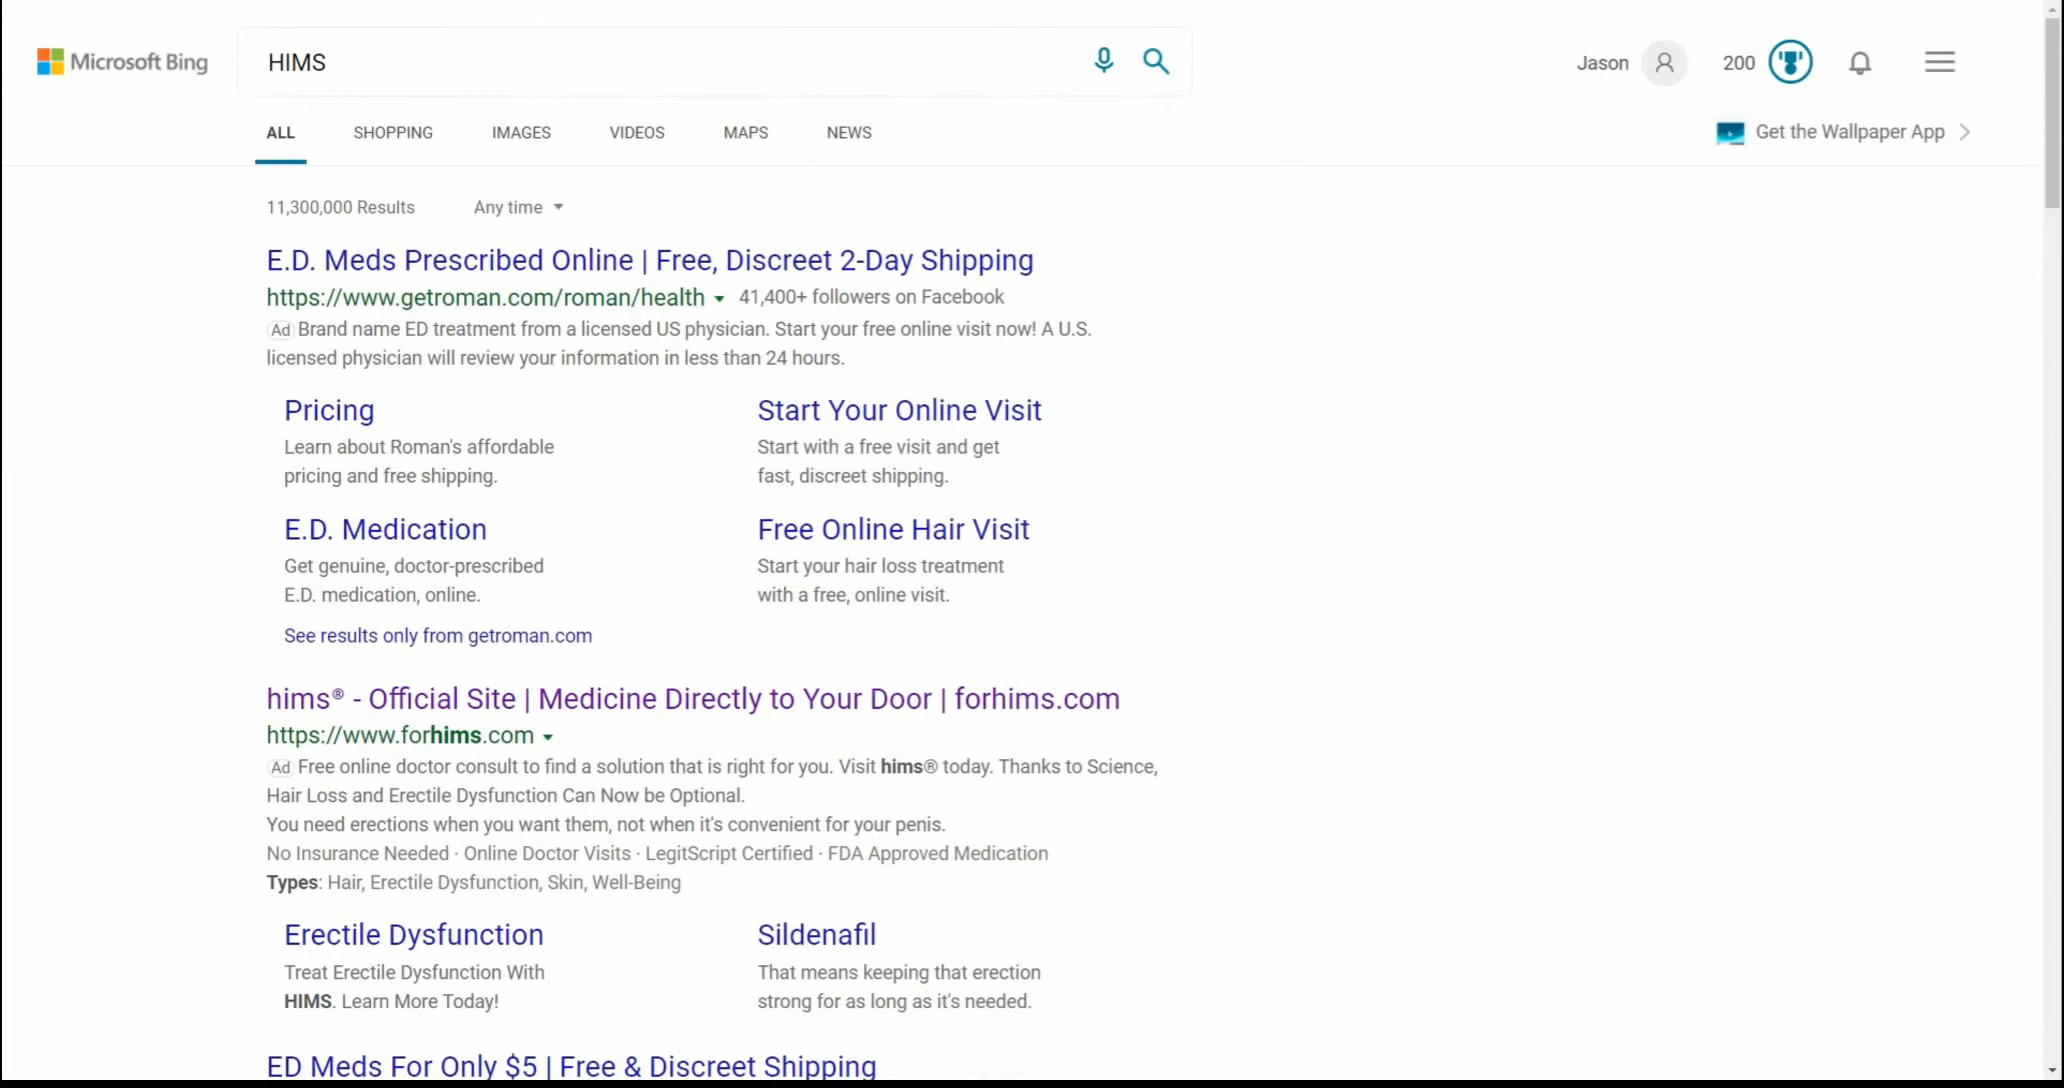 Microsoft Bing
HIMS
Jason
200
ALL
SHOPPING
IMAGES
VIDEOS
MAPS
NEWS
Get the Wallpaper App
11,300,000 Results
Any time
E.D. Meds Prescribed Online | Free, Discreet 2-Day Shipping
https://www.getroman.com/roman/health 41,400+ followers on Facebook
Ad Brand name ED treatment from a licensed US physician. Start your free online visit now! A U.S.
licensed physician will review your information in less than 24 hours.
Pricing
Learn about Roman's affordable
pricing and free shipping.
Start Your Online Visit
Start with a free visit and get
fast, discreet shipping.
E.D. Medication
Get genuine, doctor-prescribed
E.D. medication, online.
Free Online Hair Visit
Start your hair loss treatment
with a free, online visit.
See results only from getroman.com
hims® - Official Site | Medicine Directly to Your Door | forhims.com
https://www.forhims.com
Ad Free online doctor consult to find a solution that is right for you. Visit hims® today. Thanks to Science,
Hair Loss and Erectile Dysfunction Can Now be Optional.
You need erections when you want them, not when it's convenient for your penis.
No Insurance Needed · Online Doctor Visits · LegitScript Certified · FDA Approved Medication
Types: Hair, Erectile Dysfunction, Skin, Well-Being
Erectile Dysfunction
Treat Erectile Dysfunction With
HIMS. Learn More Today!
Sildenafil
That means keeping that erection
strong for as long as it's needed.
ED Meds For Only $5 | Free & Discreet Shipping